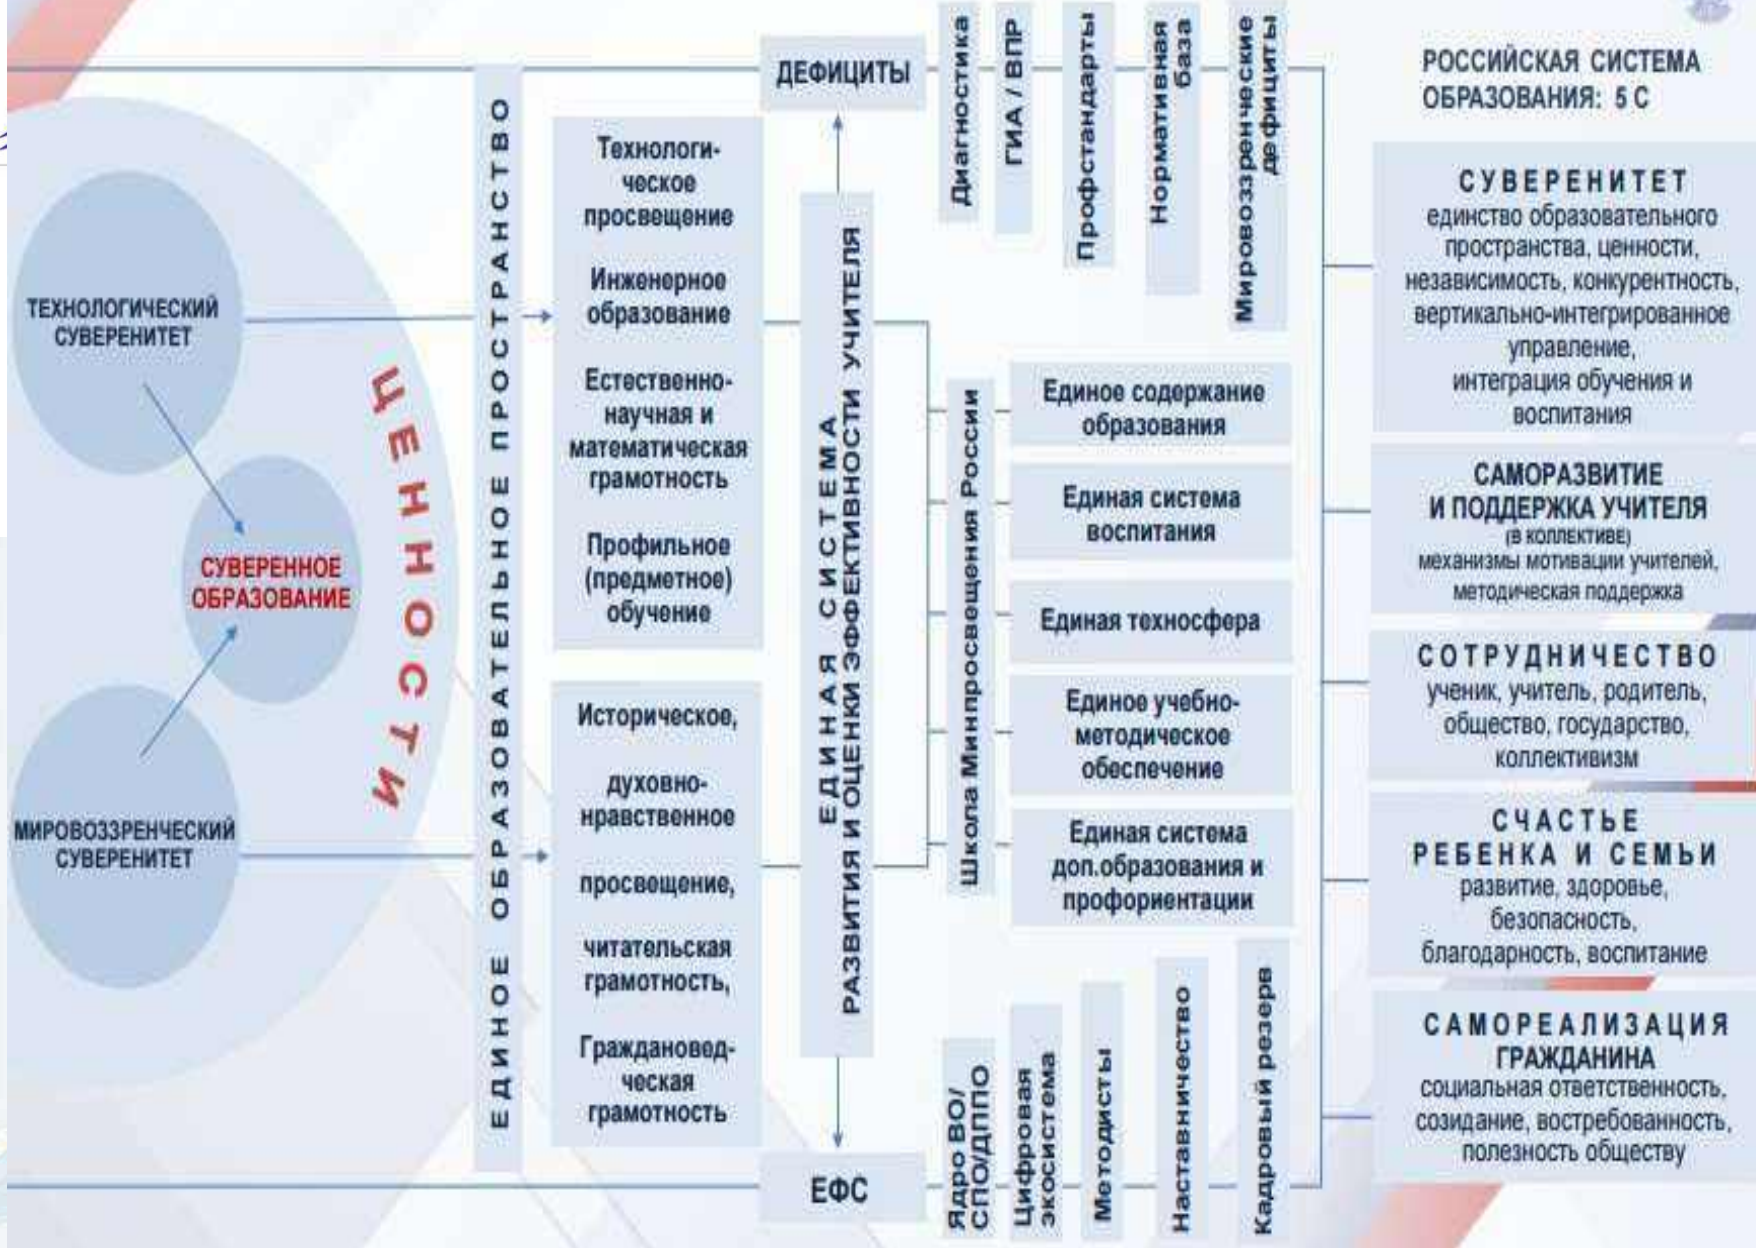 ТЕХНОЛОГИЧЕСКИЙ
СУВЕРЕНИТЕТ
СУВЕРЕННОЕ
ОБРАЗОВАНИЕ
МИРОВОЗЗРЕНЧЕСКИЙ
СУВЕРЕНИТЕТ
ЦЕННОСТИ
ЕДИНОЕ ОБРАЗОВАТЕЛЬНОЕ ПРОСТРАНСТВО
Технологи-
ческое
просвещение
Инженерное
образование
Естественно-
научная и
математическая
грамотность
Профильное
(предметное)
обучение
Историческое,
духовно-
нравственное
просвещение,
читательская
грамотность,
Граждановед-
ческая
грамотность
ДЕФИЦИТЫ
ЕДИНАЯ СИСТЕМА
РАЗВИТИЯ И ОЦЕНКИ ЭФФЕКТИВНОСТИ УЧИТЕЛЯ
ЕФС
Диагностика
ГИА / ВПР
Профстандарты
Нормативная
база
Мировоззренческие
дефициты
Школа Минпросвещения России
Единое содержание
образования
Единая система
воспитания
Единая техносфера
Единое учебно-
методическое
обеспечение
Единая система
доп.образования и
профориентации
Ядро ВО/
СПО/ДППО
Цифровая
экосистема
Методисты
Наставничество
Кадровый резерв
РОССИЙСКАЯ СИСТЕМА
ОБРАЗОВАНИЯ: 5 С
СУВЕРЕНИТЕТ
единство образовательного
пространства, ценности,
независимость, конкурентность,
вертикально-интегрированное
управление,
интеграция обучения и
воспитания
САМОРАЗВИТИЕ
И ПОДДЕРЖКА УЧИТЕЛЯ
(В КОЛЛЕКТИВЕ)
механизмы мотивации учителей,
методическая поддержка
СОТРУДНИЧЕСТВО
ученик, учитель, родитель,
общество, государство,
коллективизм
СЧАСТЬЕ
РЕБЕНКА И СЕМЬИ
развитие, здоровье,
безопасность,
благодарность, воспитание
САМОРЕАЛИЗАЦИЯ
ГРАЖДАНИНА
социальная ответственность,
созидание, востребованность,
полезность обществу